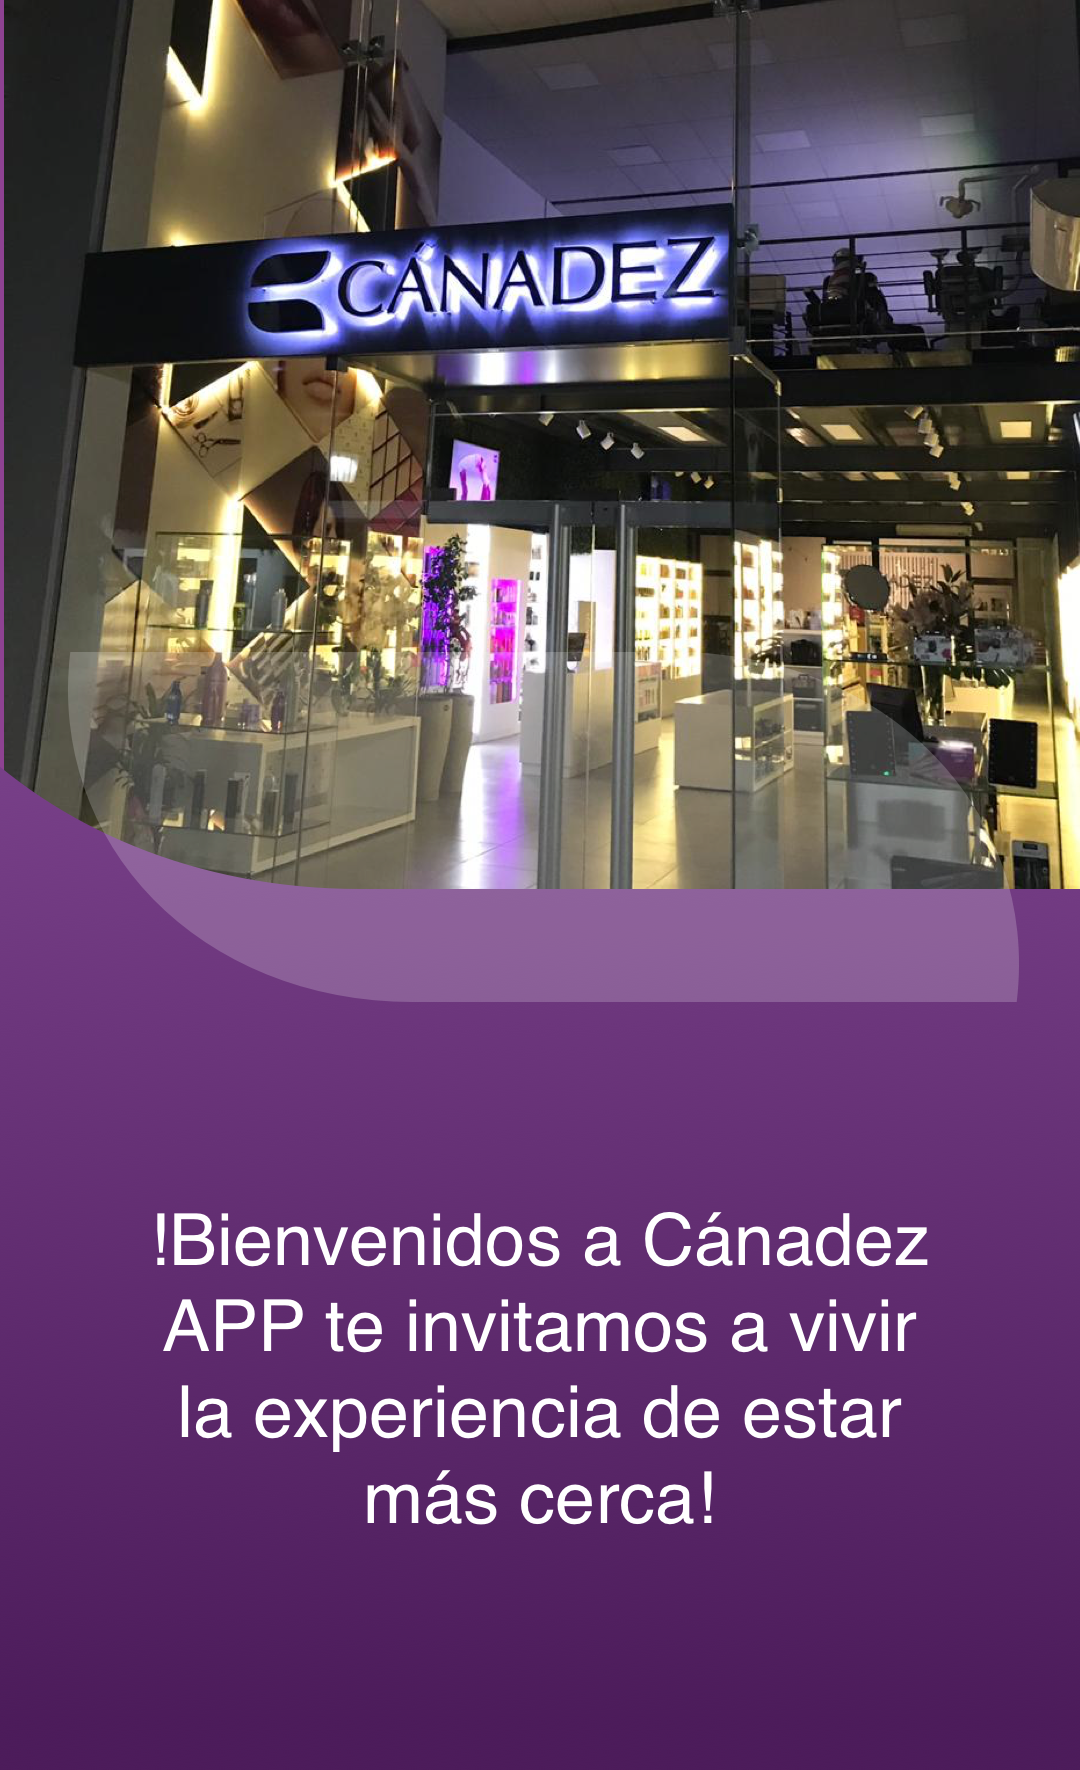 CÁNADEZ
!Bienvenidos a Cánadez
APP te invitamos a vivir
la experiencia de estar
más cerca!